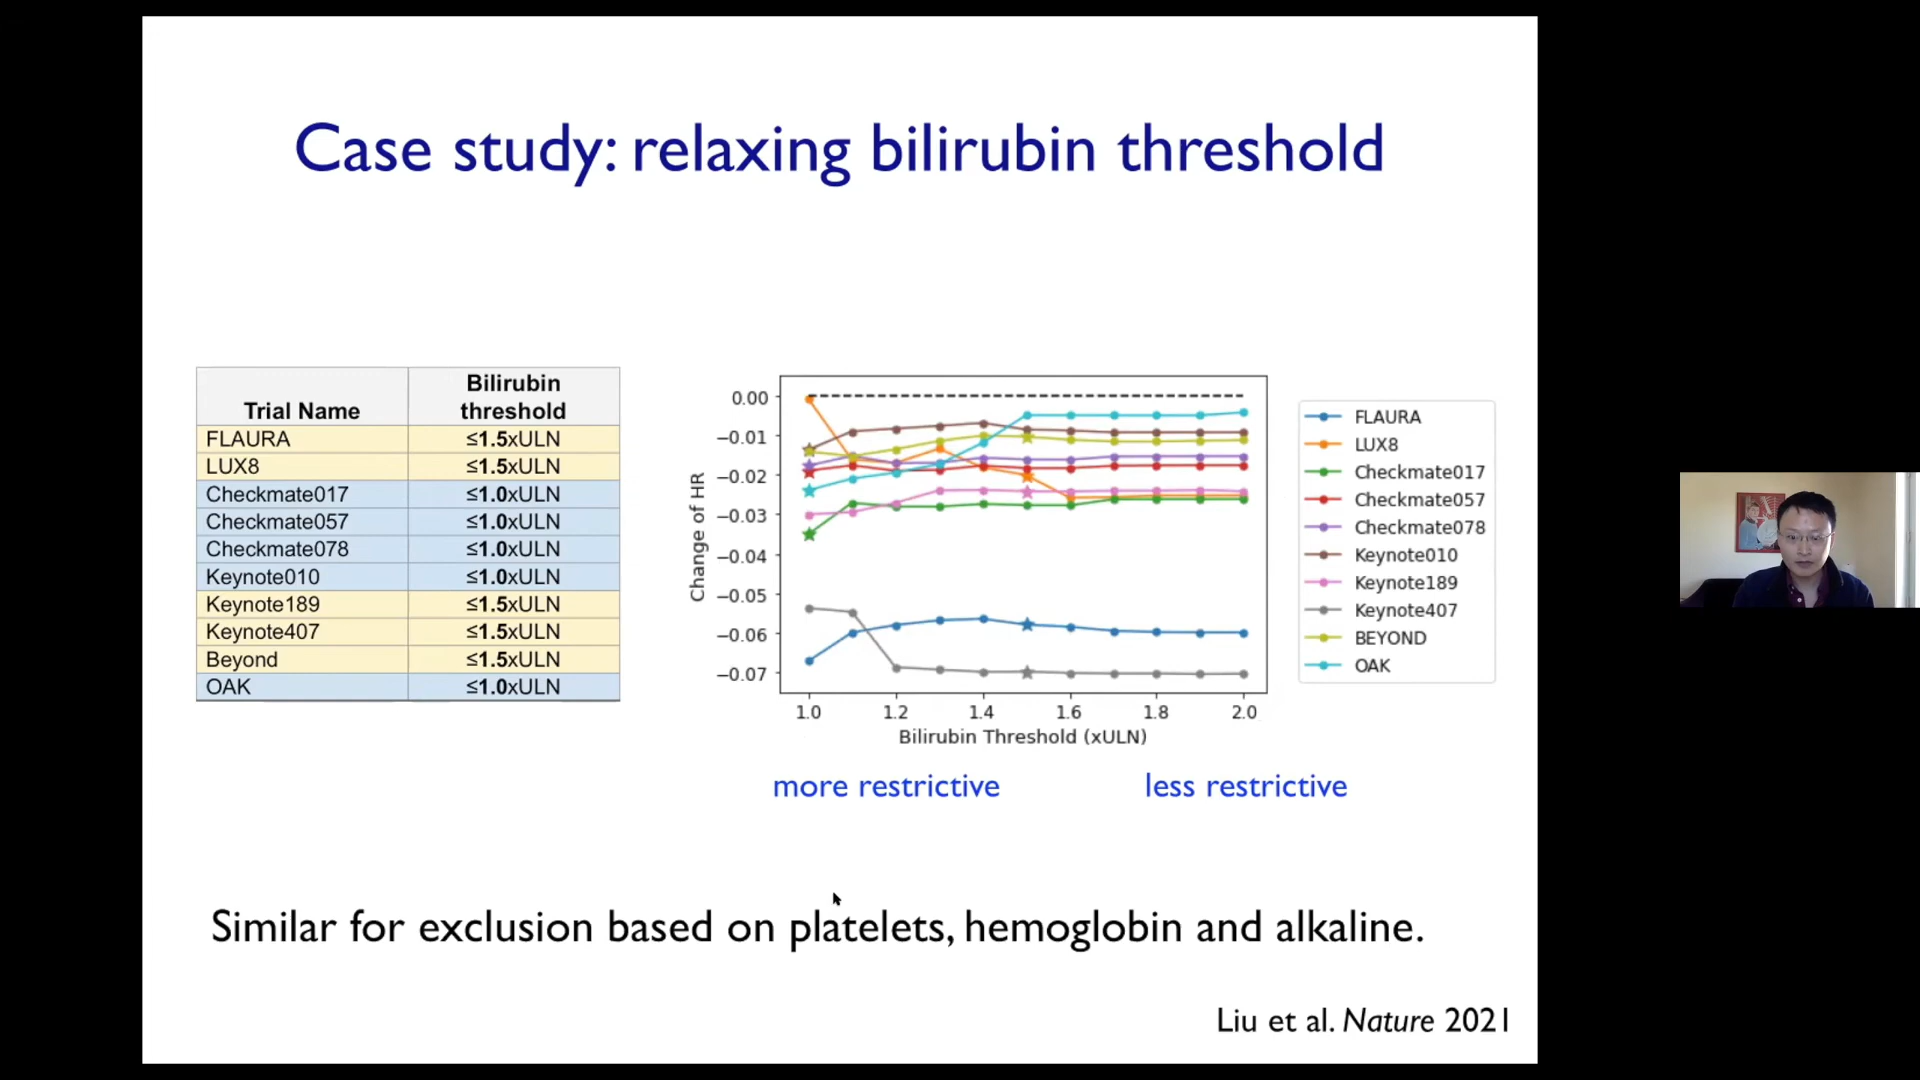 Case study: relaxing bilirubin threshold
Trial Name Bilirubin threshold
FLAURA ≤1.5xULN
LUX8 ≤1.5xULN
Checkmate017 ≤1.0xULN
Checkmate057 ≤1.0xULN
Checkmate078 ≤1.0xULN
Keynote010 ≤1.0xULN
Keynote189 ≤1.5xULN
Keynote407 ≤1.5xULN
Beyond ≤1.5xULN
OAK ≤1.0xULN
Change of HR
0.00
−0.01
−0.02
−0.03
−0.04
−0.05
−0.06
−0.07
1.0 1.2 1.4 1.6 1.8 2.0
Bilirubin Threshold (xULN)
FLAURA
LUX8
Checkmate017
Checkmate057
Checkmate078
Keynote010
Keynote189
Keynote407
BEYOND
OAK
more restrictive less restrictive
Similar for exclusion based on platelets, hemoglobin and alkaline.
Liu et al. Nature 2021